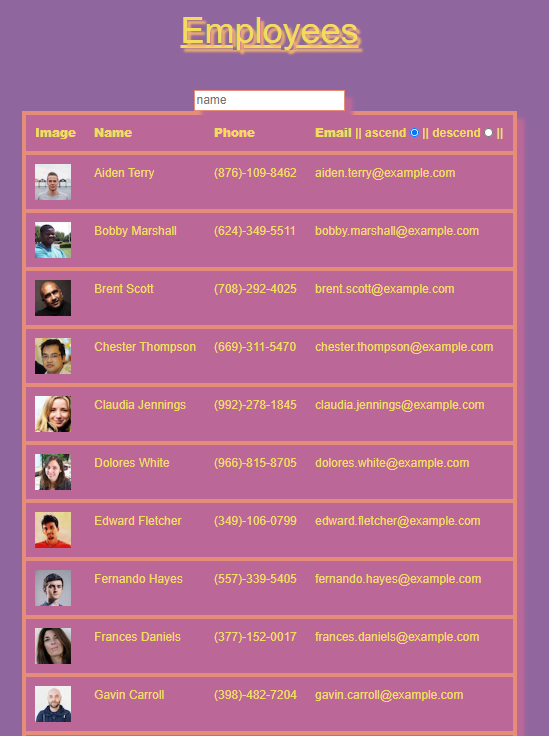 Employees
name
Image Name Phone Email || ascend || descend ||
Aiden Terry (876)-109-8462 aiden.terry@example.com
Bobby Marshall (624)-349-5511 bobby.marshall@example.com
Brent Scott (708)-292-4025 brent.scott@example.com
Chester Thompson (669)-311-5470 chester.thompson@example.com
Claudia Jennings (992)-278-1845 claudia.jennings@example.com
Dolores White (966)-815-8705 dolores.white@example.com
Edward Fletcher (349)-106-0799 edward.fletcher@example.com
Fernando Hayes (557)-339-5405 fernando.hayes@example.com
Frances Daniels (377)-152-0017 frances.daniels@example.com
Gavin Carroll (398)-482-7204 gavin.carroll@example.com